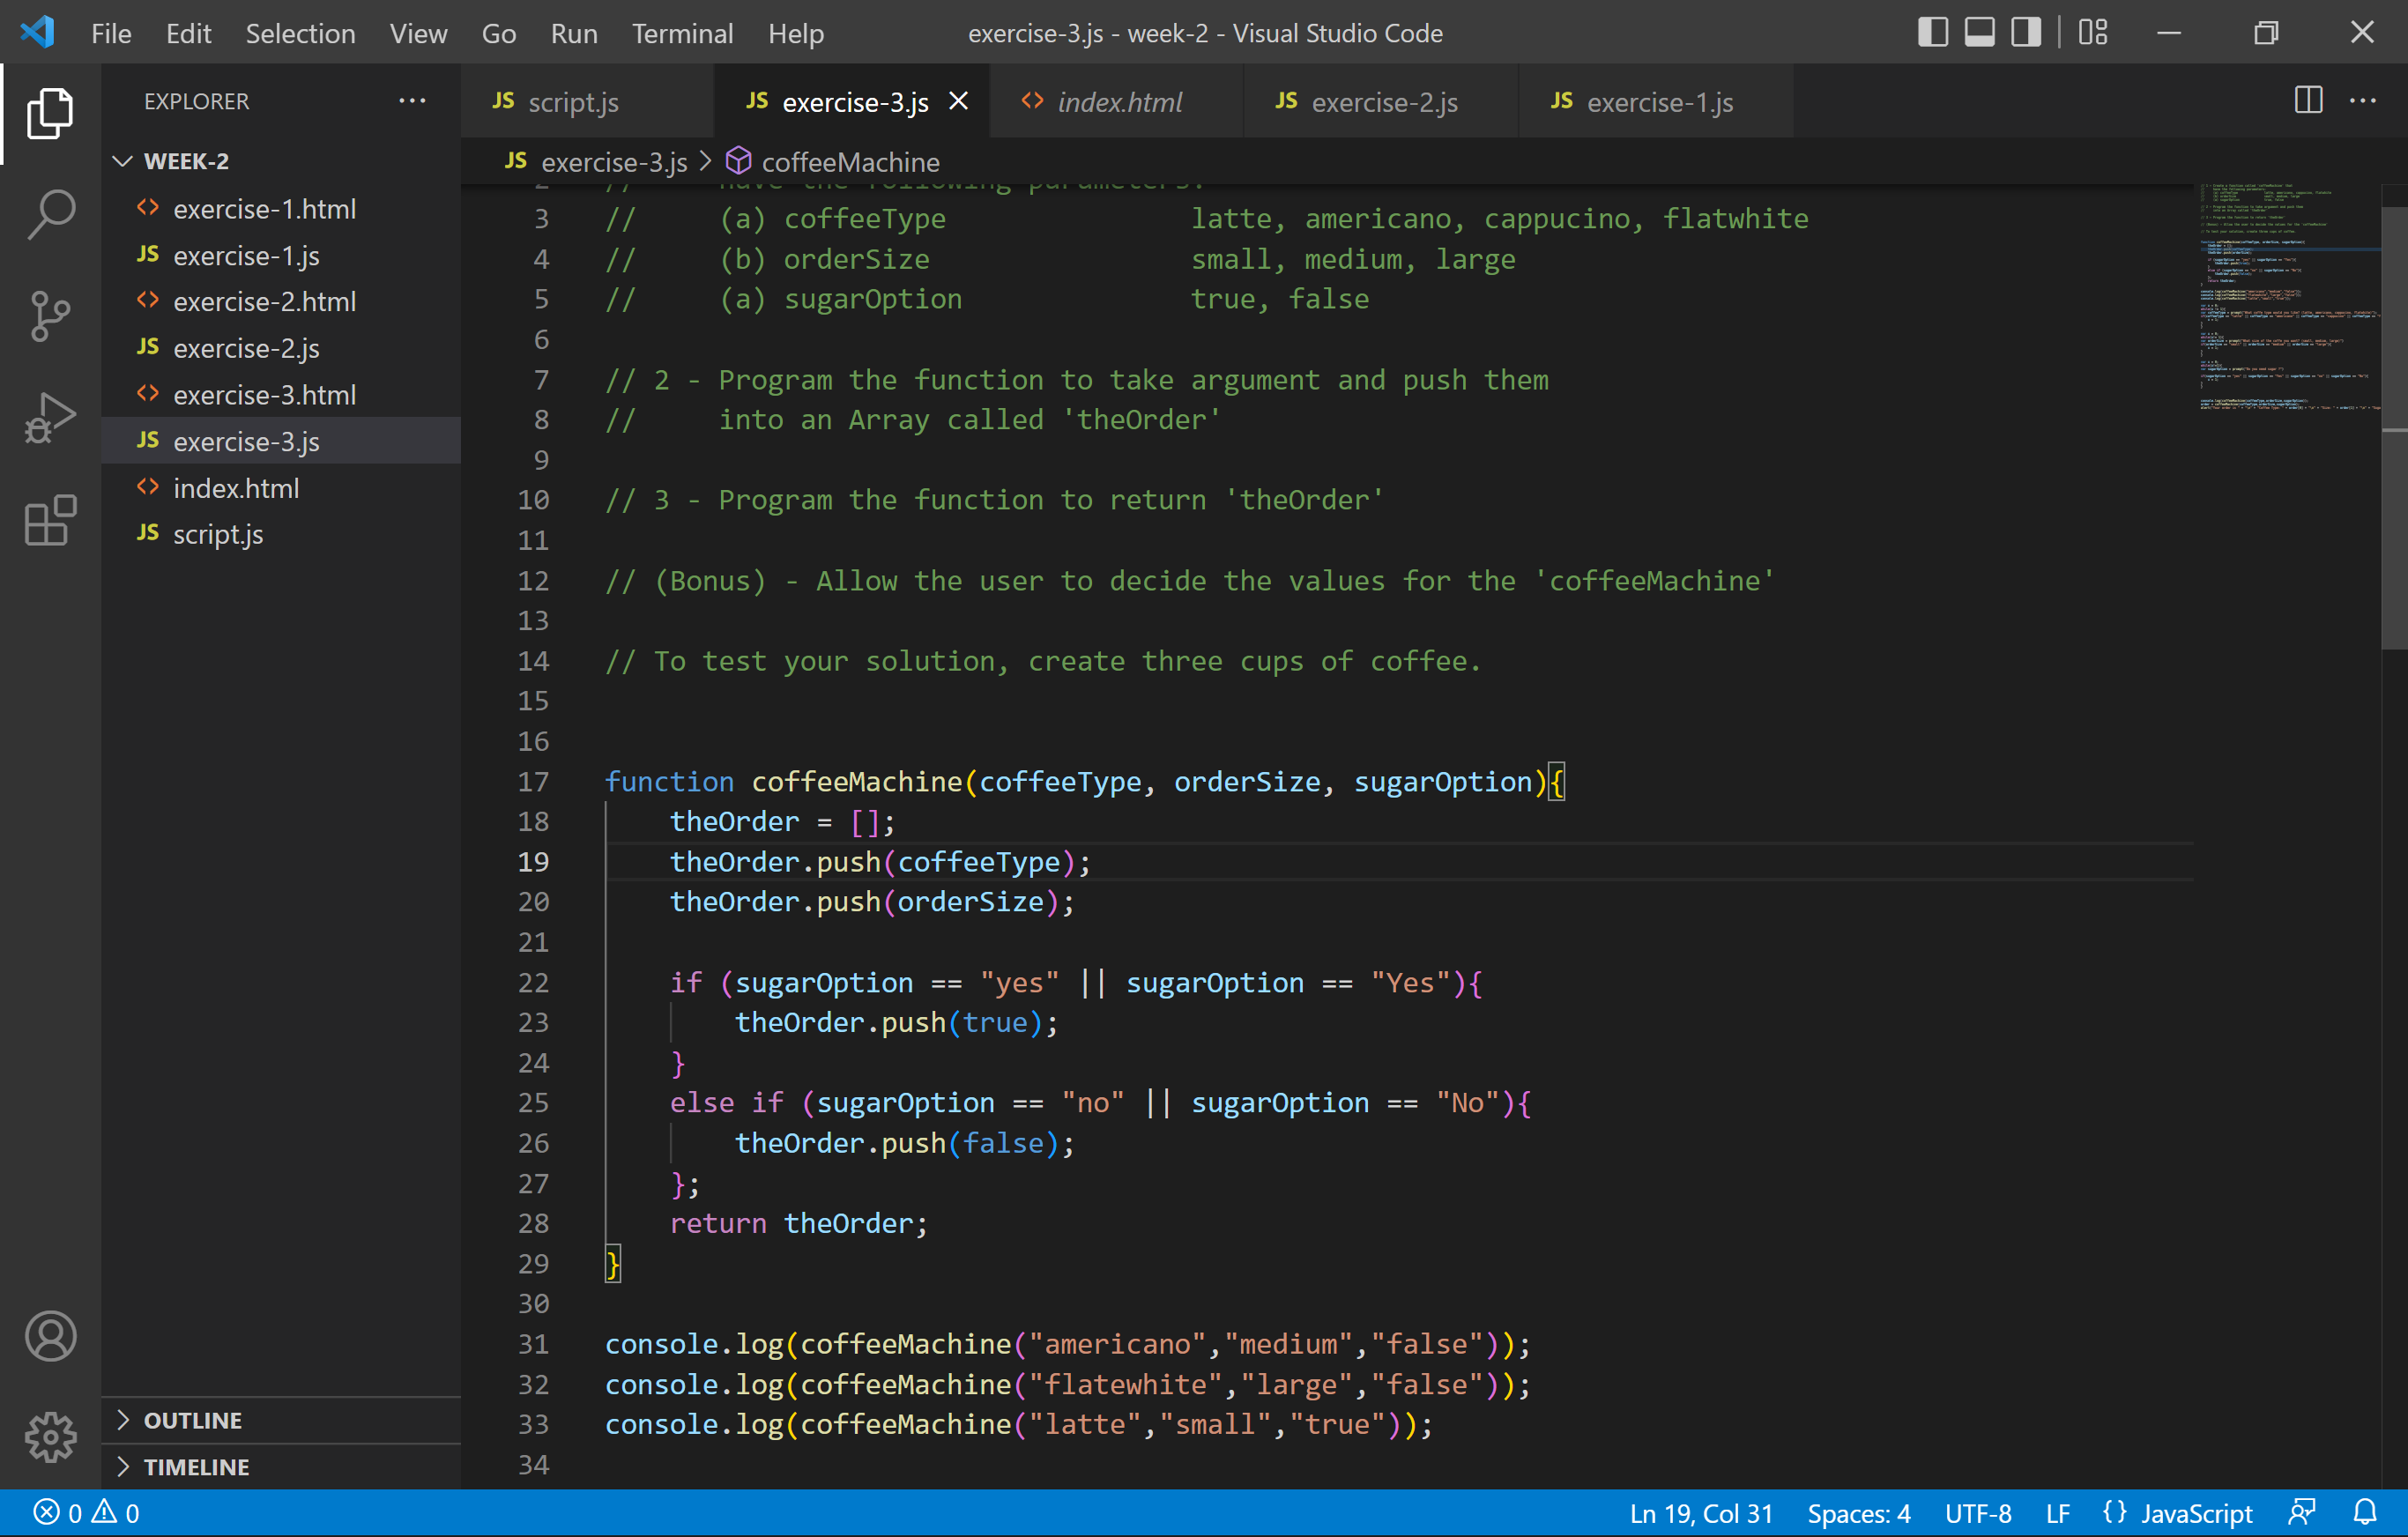 File Edit Selection View Go Run Terminal Help exercise-3.js - week-2 - Visual Studio Code
EXPLORER
WEEK-2
exercise-1.html
JS exercise-1.js
exercise-2.html
JS exercise-2.js
exercise-3.html
JS exercise-3.js
index.html
JS script.js
OUTLINE
TIMELINE
JS script.js JS exercise-3.js index.html JS exercise-2.js JS exercise-1.js
JS exercise-3.js > coffeeMachine
2 // Have the following parameters:
3 // (a) coffeeType latte, americano, cappucino, flatwhite
4 // (b) orderSize small, medium, large
5 // (a) sugarOption true, false
6
7 // 2 - Program the function to take argument and push them
8 // into an Array called 'theOrder'
9
10 // 3 - Program the function to return 'theOrder'
11
12 // (Bonus) - Allow the user to decide the values for the 'coffeeMachine'
13
14 // To test your solution, create three cups of coffee.
15
16
17 function coffeeMachine(coffeeType, orderSize, sugarOption){
18 theOrder = [];
19 theOrder.push(coffeeType);
20 theOrder.push(orderSize);
21
22 if (sugarOption == "yes" || sugarOption == "Yes"){
23 theOrder.push(true);
24 }
25 else if (sugarOption == "no" || sugarOption == "No"){
26 theOrder.push(false);
27 };
28 return theOrder;
29 }
30
31 console.log(coffeeMachine("americano","medium","false"));
32 console.log(coffeeMachine("flatewhite","large","false"));
33 console.log(coffeeMachine("latte","small","true"));
34
0 0 Ln 19, Col 31 Spaces: 4 UTF-8 LF {} JavaScript